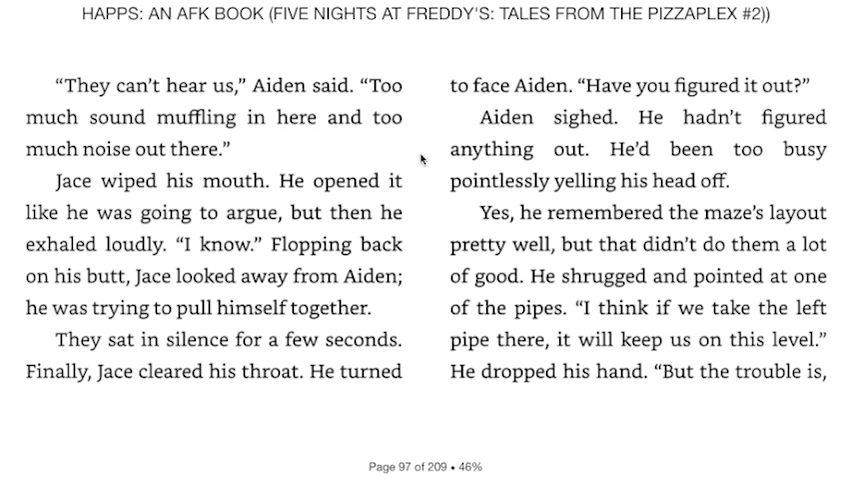 HAPPS: AN AFK BOOK (FIVE NIGHTS AT FREDDY'S: TALES FROM THE PIZZAPLEX #2))
“They can’t hear us,” Aiden said. “Too
much sound muffling in here and too
much noise out there.”
Jace wiped his mouth. He opened it
like he was going to argue, but then he
exhaled loudly. “I know.” Flopping back
on his butt, Jace looked away from Aiden;
he was trying to pull himself together.
They sat in silence for a few seconds.
Finally, Jace cleared his throat. He turned
to face Aiden. “Have you figured it out?”
Aiden sighed. He hadn’t figured
anything out. He’d been too busy
pointlessly yelling his head off.
Yes, he remembered the maze’s layout
pretty well, but that didn’t do them a lot
of good. He shrugged and pointed at one
of the pipes. “I think if we take the left
pipe there, it will keep us on this level.”
He dropped his hand. “But the trouble is,
Page 97 of 209 • 46%